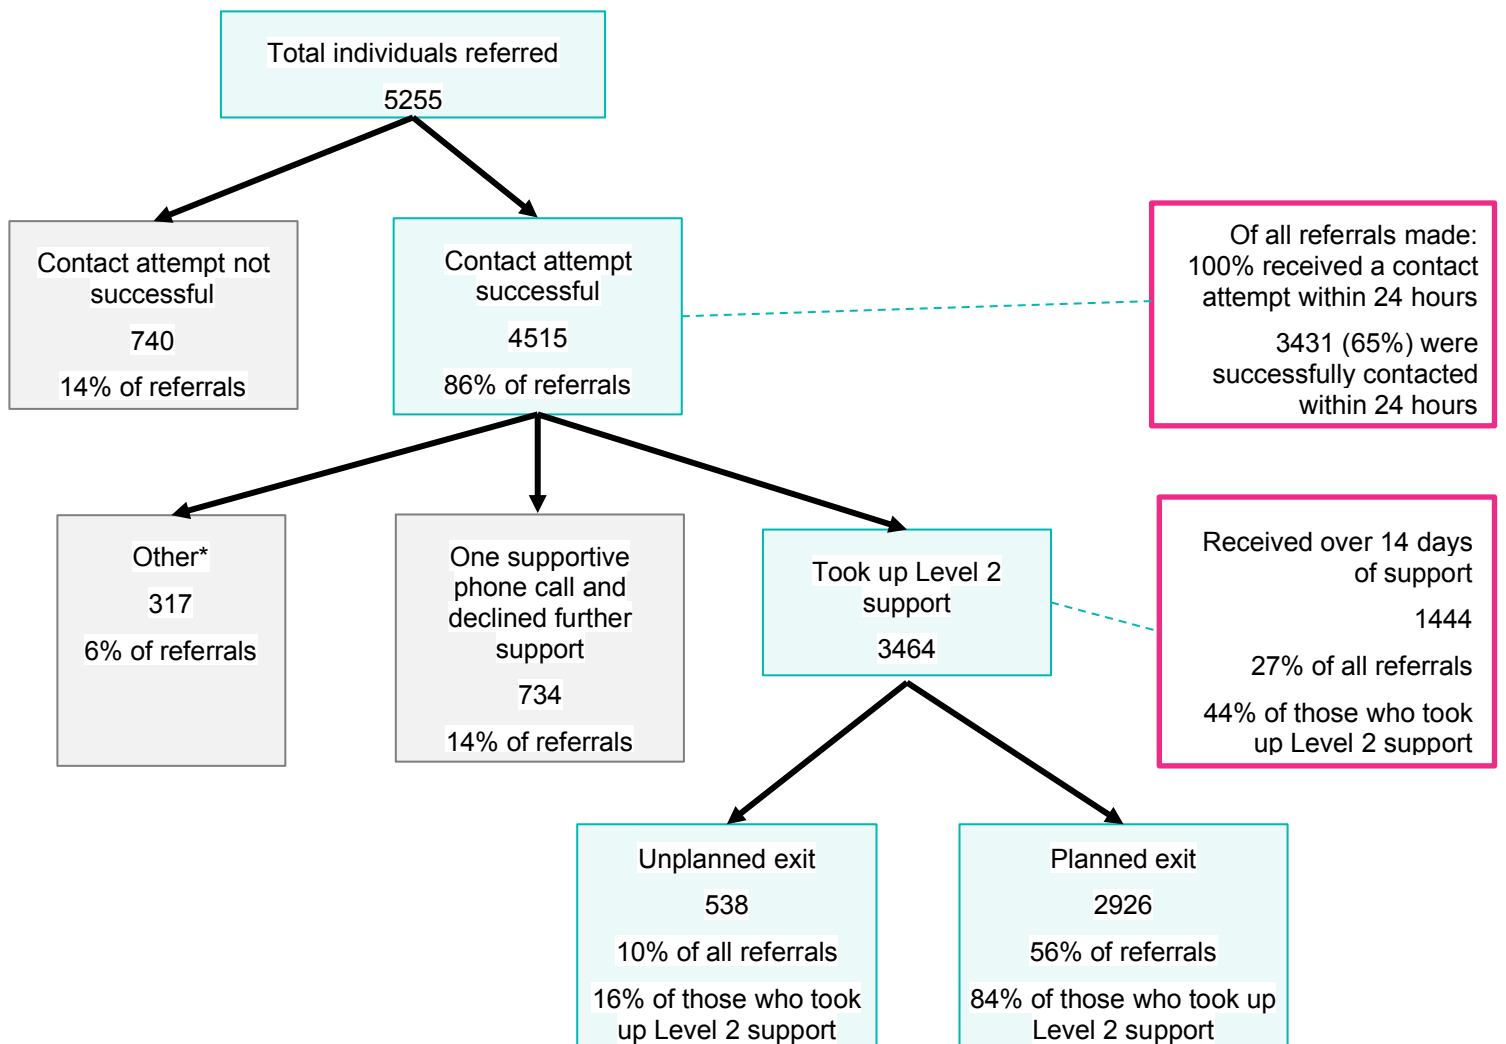 Total individuals referred
5255
Contact attempt not
successful
740
14% of referrals
Contact attempt
successful
4515
86% of referrals
Of all referrals made:
100% received a contact
attempt within 24 hours
3431 (65%) were
successfully contacted
within 24 hours
Other*
317
6% of referrals
One supportive
phone call and
declined further
support
734
14% of referrals
Took up Level 2
support
3464
Received over 14 days
of support
1444
27% of all referrals
44% of those who took
up Level 2 support
Unplanned exit
538
10% of all referrals
16% of those who took
up Level 2 support
Planned exit
2926
56% of referrals
84% of those who took up
Level 2 support